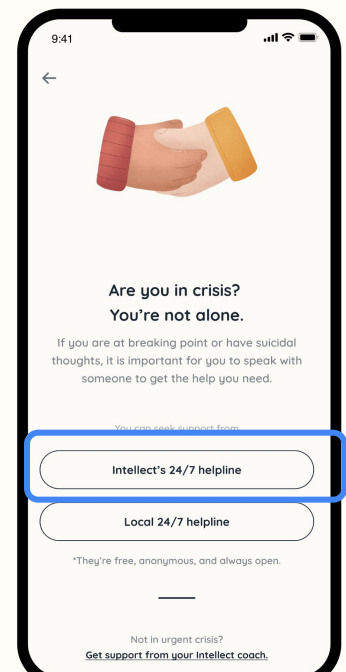 9:41
Are you in crisis?
You're not alone.
If you are at breaking point or have suicidal
thoughts, it is important for you to speak with
someone to get the help you need.
You can seek support from
Intellect's 24/7 helpline
Local 24/7 helpline
*They're free, anonymous, and always open.
Not in urgent crisis?
Get support from your Intellect coach.